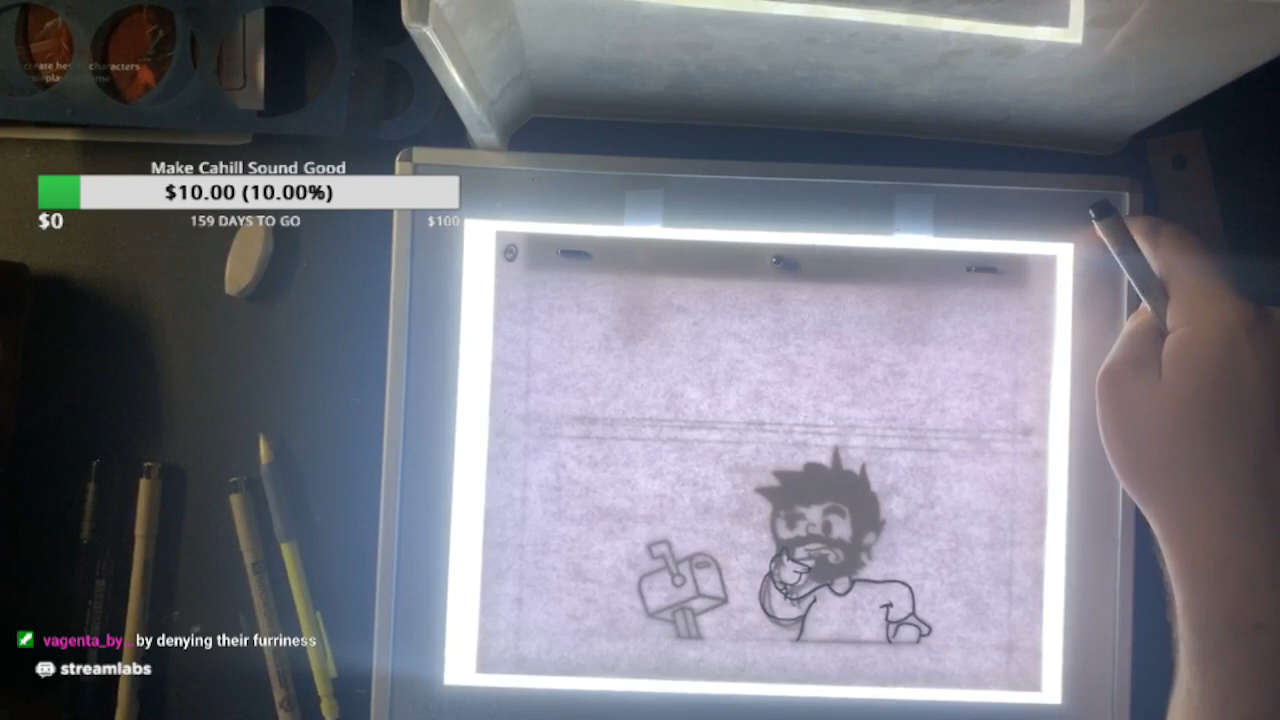 Make Cahill Sound Good
$10.00 (10.00%)
$0 159 DAYS TO GO $100
vagenta_by... by denying their furriness
streamlabs